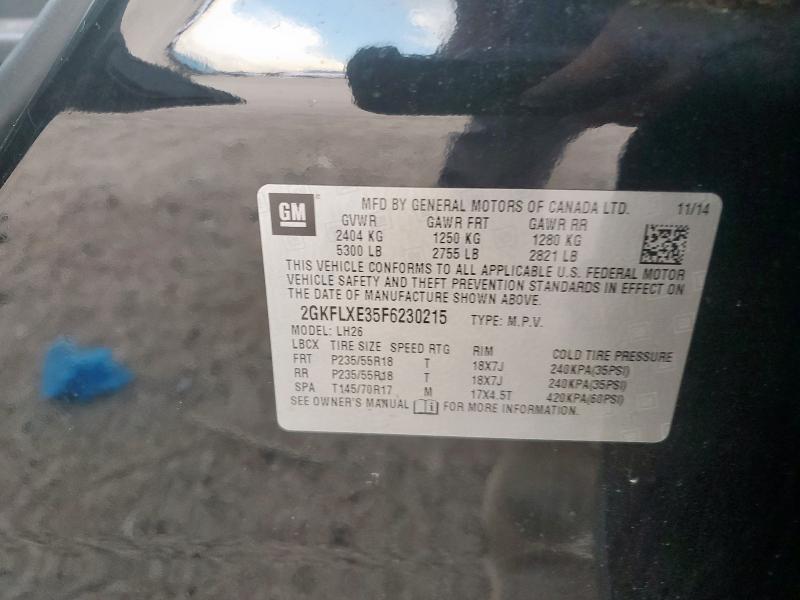 GM
MFD BY GENERAL MOTORS OF CANADA LTD. 11/14
GVWR GAWR FRT GAWR RR
2404 KG 1250 KG 1280 KG
5300 LB 2755 LB 2821 LB
THIS VEHICLE CONFORMS TO ALL APPLICABLE U.S. FEDERAL MOTOR
VEHICLE SAFETY AND THEFT PREVENTION STANDARDS IN EFFECT ON
THE DATE OF MANUFACTURE SHOWN ABOVE.
2GKFLXE35F6230215 TYPE: M.P.V.
MODEL: LH26
LBCX TIRE SIZE SPEED RTG RIM COLD TIRE PRESSURE
FRT P235/55R18 T 18X7J 240KPA(35PSI)
RR P235/55R18 T 18X7J 240KPA(35PSI)
SPA T145/70R17 M 17X4.5T 420KPA(60PSI)
SEE OWNER'S MANUAL FOR MORE INFORMATION.